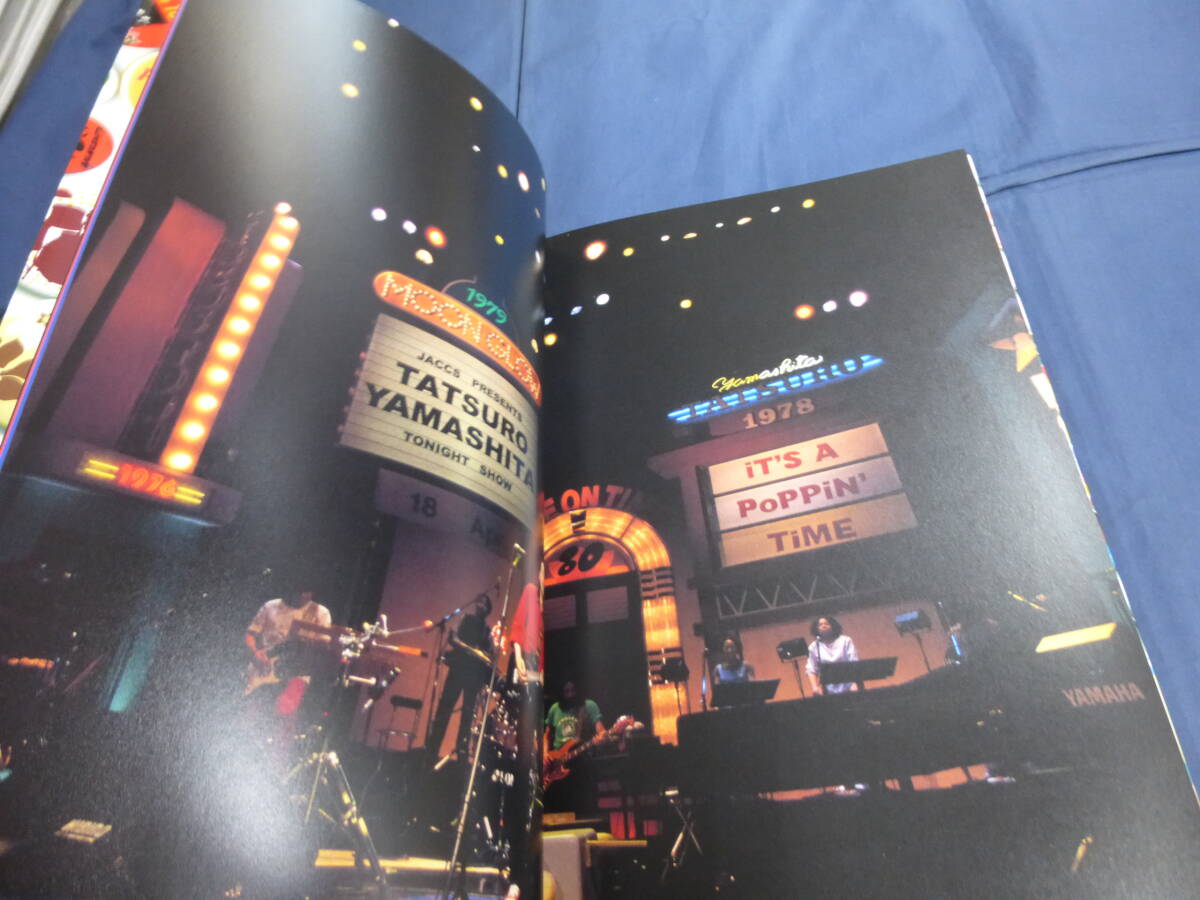 1979
MOON GLOW
JACCS PRESENTS
TATSURO
YAMASHITA
TONIGHT SHOW
18
1976
ON TI
80
Yamashita
TATSURO
1978
iT'S A
PoPPiN'
TiME
YAMAHA